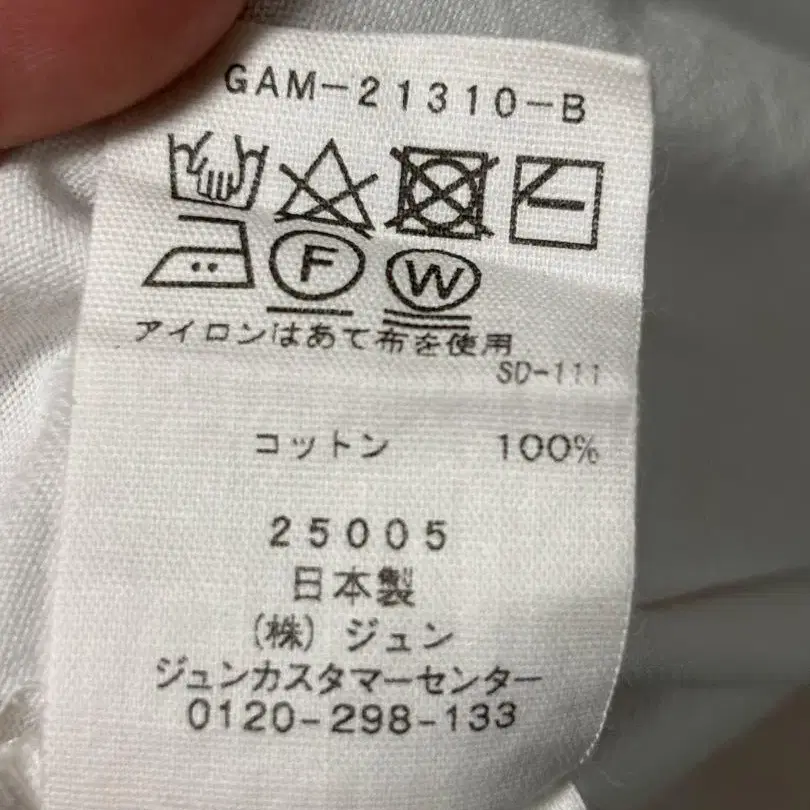 GAM-21310-B
F W
アイロンはあて布を使用
SD-111
コットン 100%
25005
日本製
(株) ジュン
ジュンカスタマーセンター
0120-298-133